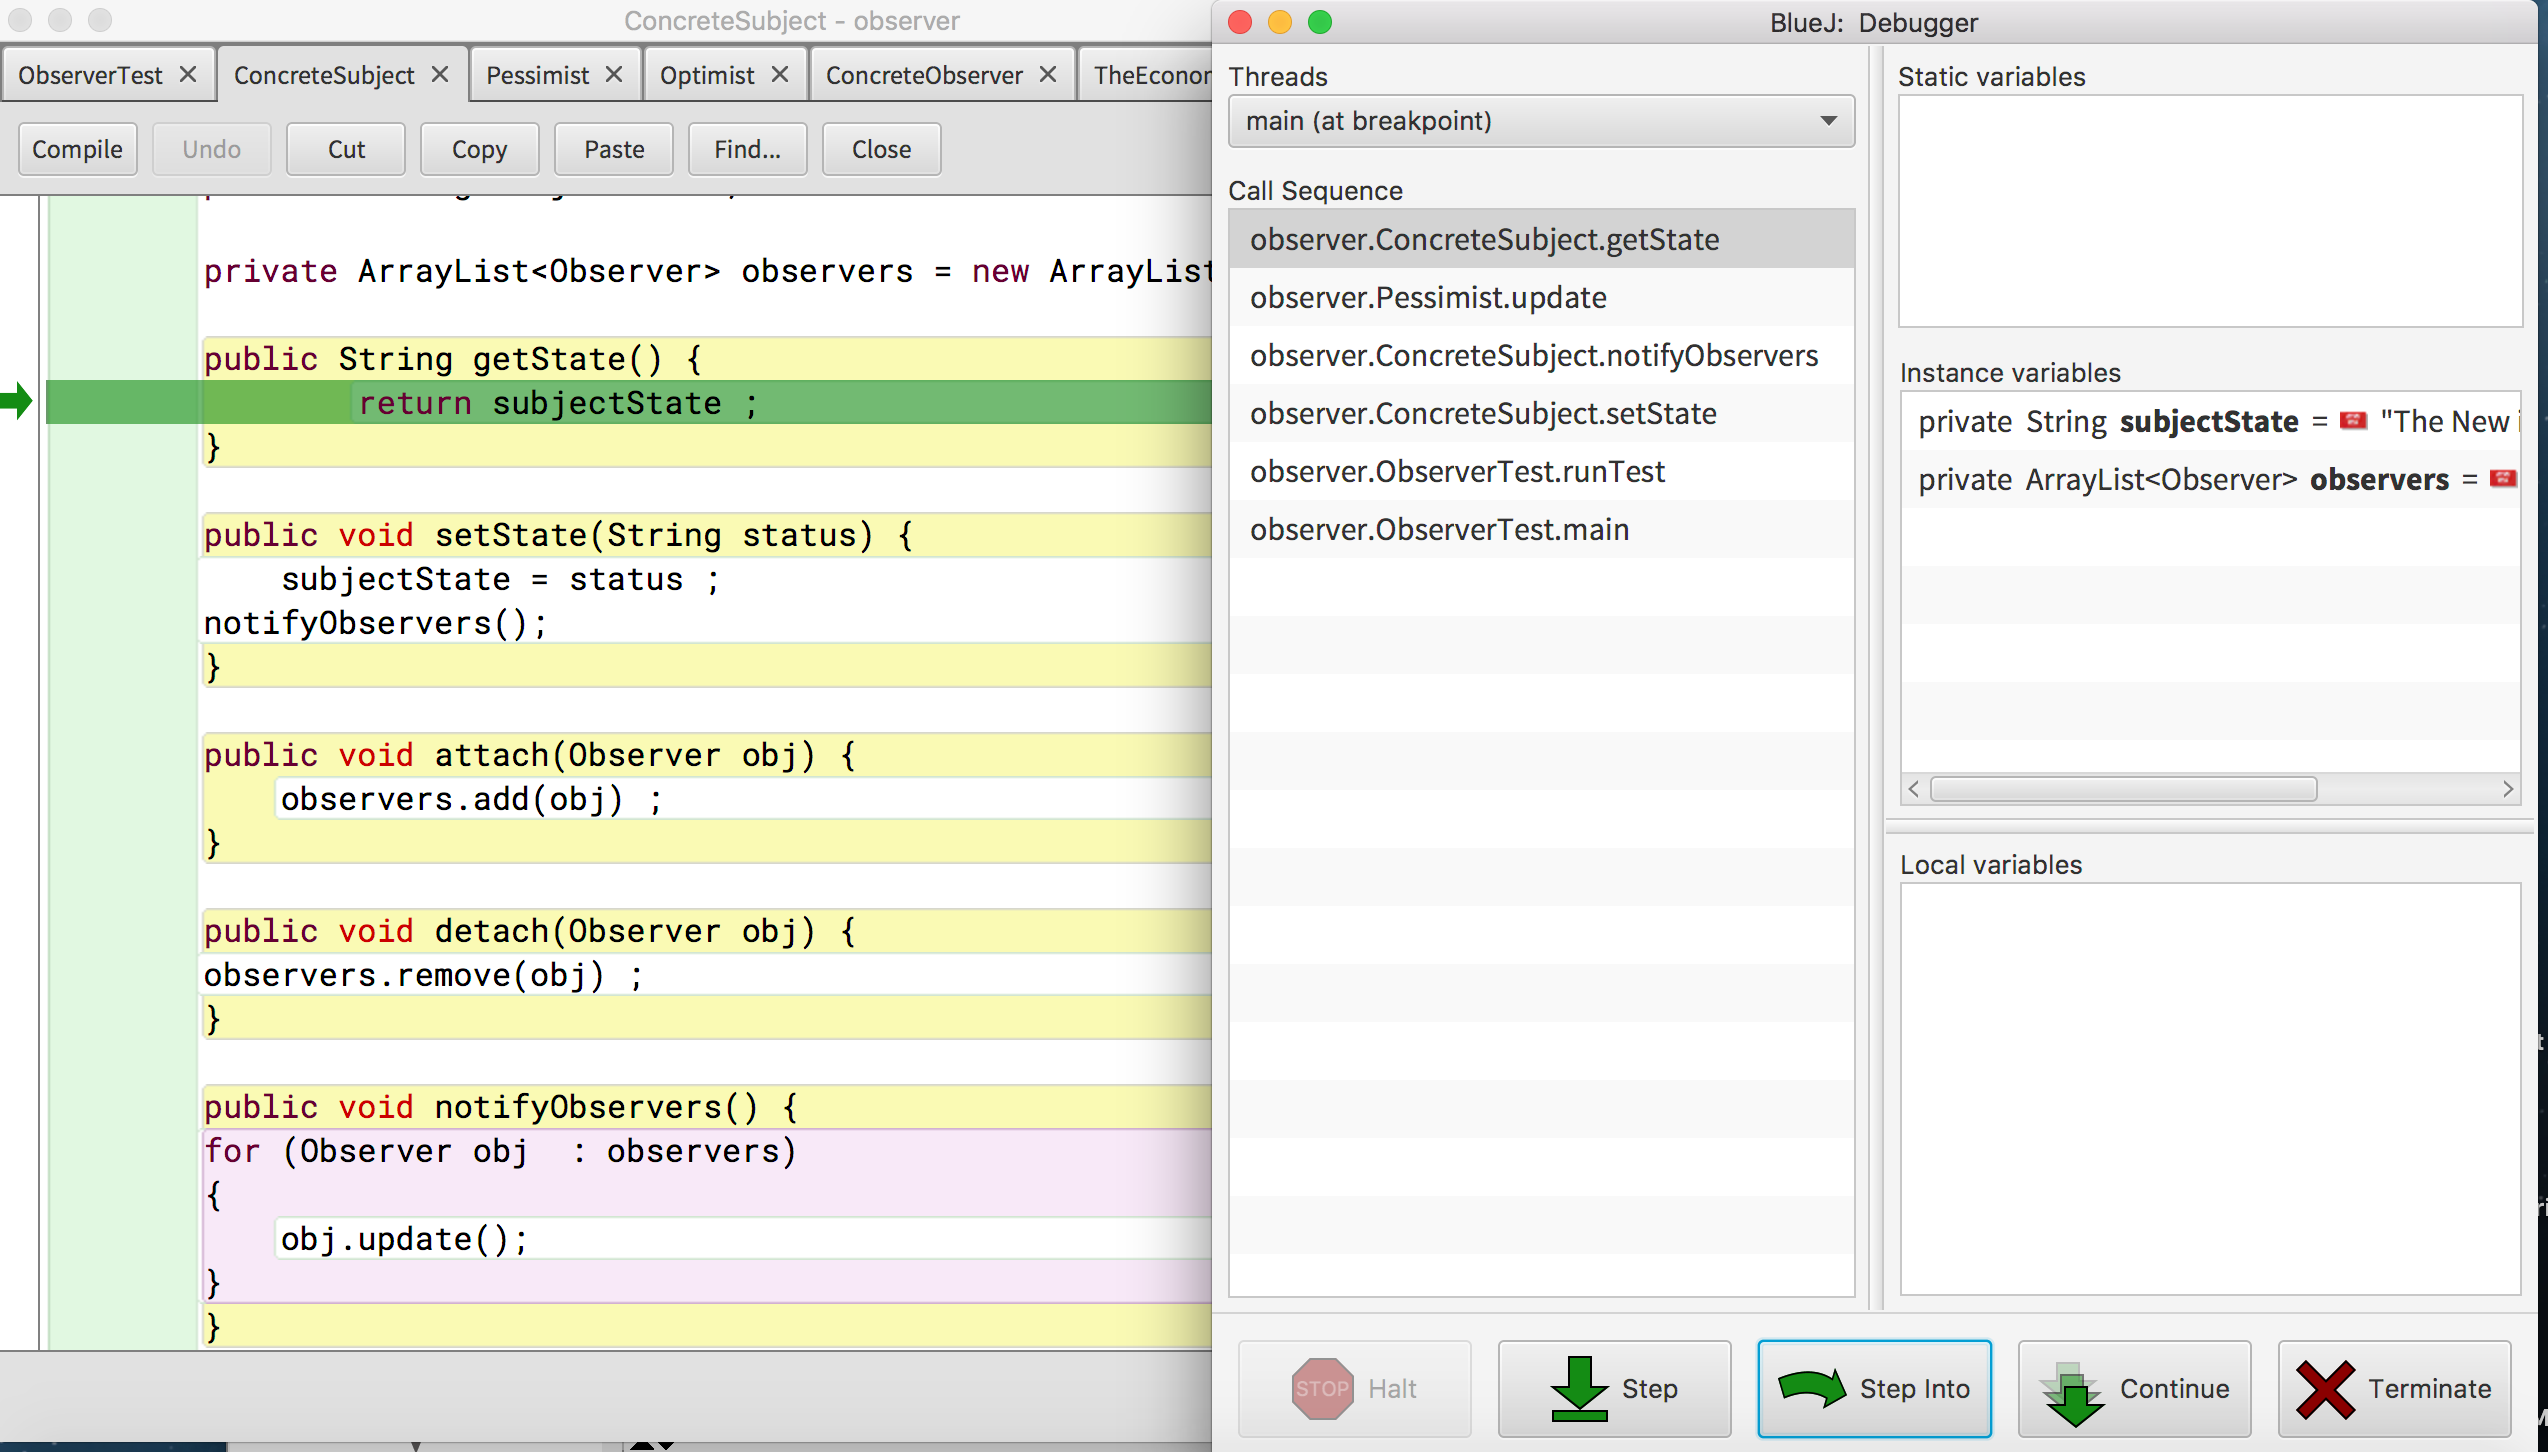 ConcreteSubject - observer
ObserverTest
ConcreteSubject
Pessimist
Optimist
ConcreteObserver
TheEconor
Compile
Undo
Cut
Copy
Paste
Find...
Close
private ArrayList<Observer> observers = new ArrayList
public String getState() {
return subjectState ;
}
public void setState(String status) {
subjectState = status ;
notifyObservers();
}
public void attach(Observer obj) {
observers.add(obj) ;
}
public void detach(Observer obj) {
observers.remove(obj) ;
}
public void notifyObservers() {
for (Observer obj  : observers)
{
obj.update();
}
}
BlueJ:  Debugger
Threads
main (at breakpoint)
Call Sequence
observer.ConcreteSubject.getState
observer.Pessimist.update
observer.ConcreteSubject.notifyObservers
observer.ConcreteSubject.setState
observer.ObserverTest.runTest
observer.ObserverTest.main
Static variables
Instance variables
private String subjectState = "The New i
private ArrayList<Observer> observers =
Local variables
STOP Halt
Step
Step Into
Continue
Terminate